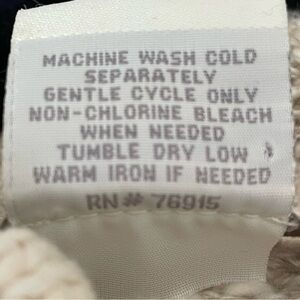 MACHINE WASH COLD
SEPARATELY
GENTLE CYCLE ONLY
NON-CHLORINE BLEACH
WHEN NEEDED
TUMBLE DRY LOW
WARM IRON IF NEEDED
RN# 76915